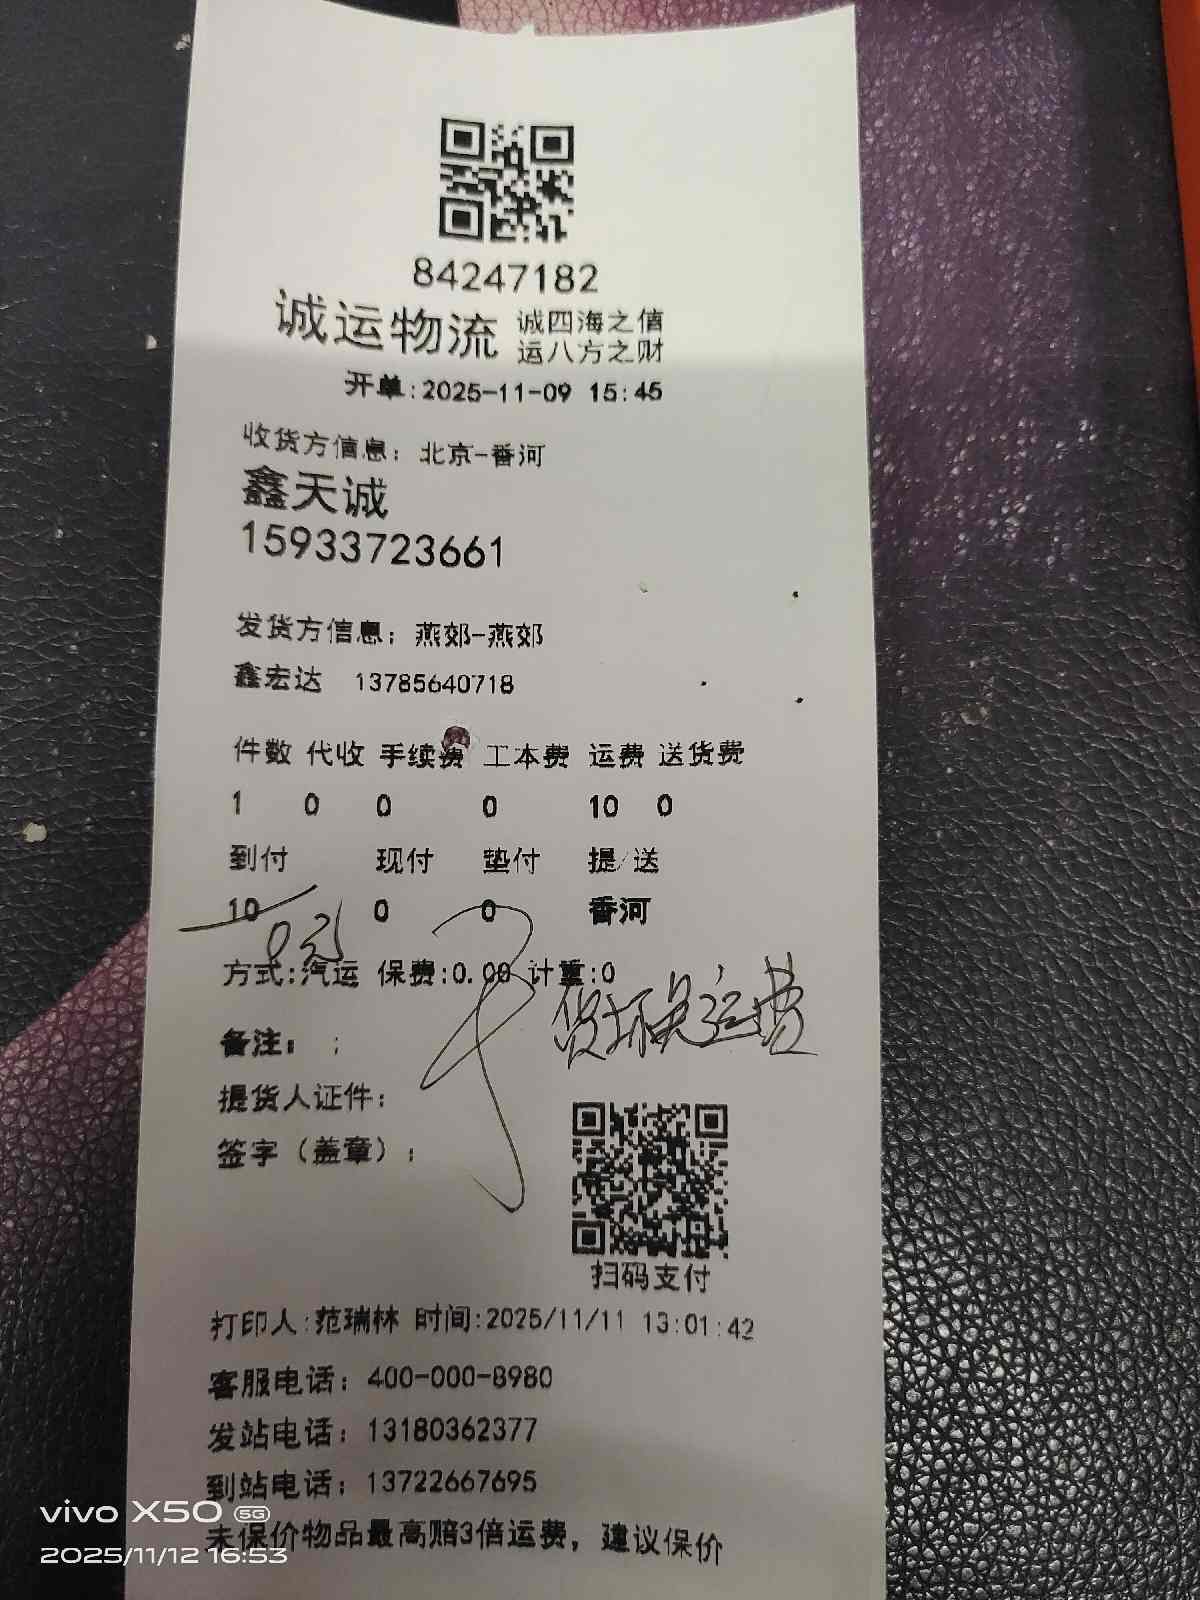 84247182
诚运物流 诚四海之信
运八方之财
开单:2025-11-09 15:45
收货方信息: 北京-香河
鑫天诚
15933723661
发货方信息: 燕郊-燕郊
鑫宏达 13785640718
件数 代收 手续费 工本费 运费 送货费
1 0 0 0 10 0
到付 现付 垫付 提/送
10 0 0 香河
0元
方式:汽运 保费:0.00 计重:0
货坏免运费
备注: ;
提货人证件:
签字（盖章）:
扫码支付
打印人:范瑞林 时间:2025/11/11 13:01:42
客服电话: 400-000-8980
发站电话: 13180362377
到站电话: 13722667695
未保价物品最高赔3倍运费, 建议保价
vivo X50 5G
2025/11/12 16:53